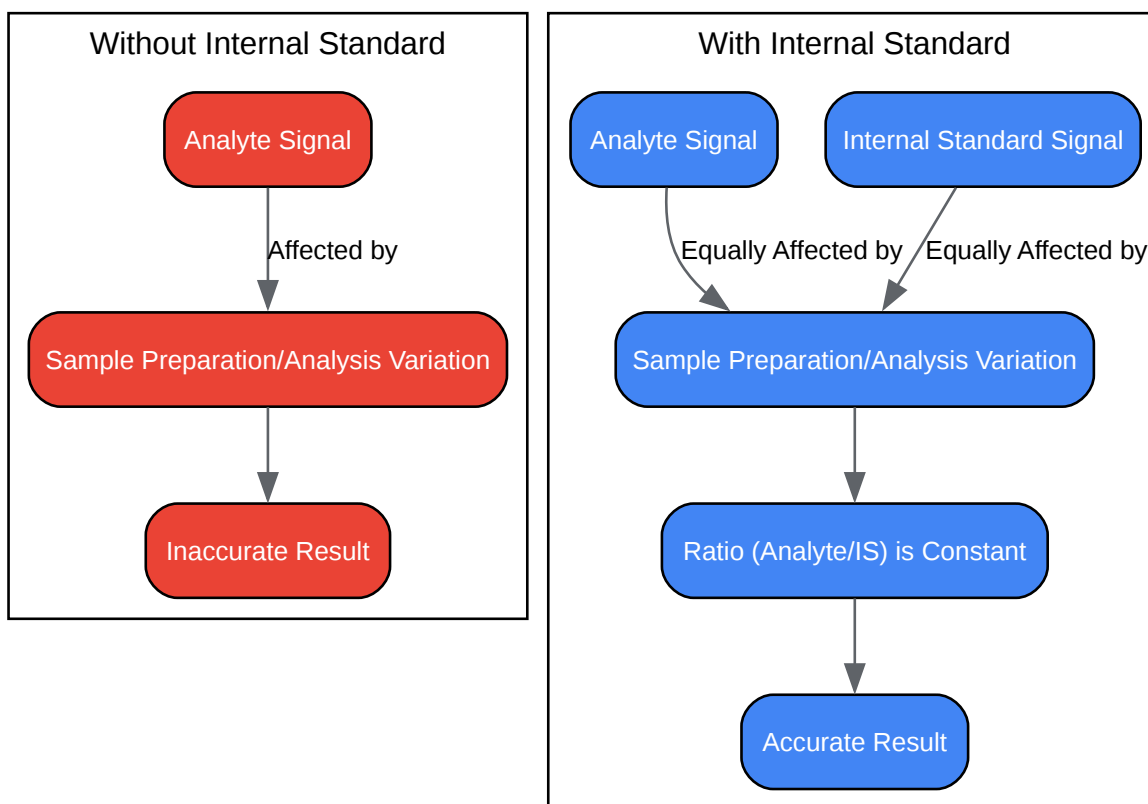 Without Internal Standard
Analyte Signal
Affected by
Sample Preparation/Analysis Variation
Inaccurate Result
With Internal Standard
Analyte Signal
Internal Standard Signal
Equally Affected by
Equally Affected by
Sample Preparation/Analysis Variation
Ratio (Analyte/IS) is Constant
Accurate Result